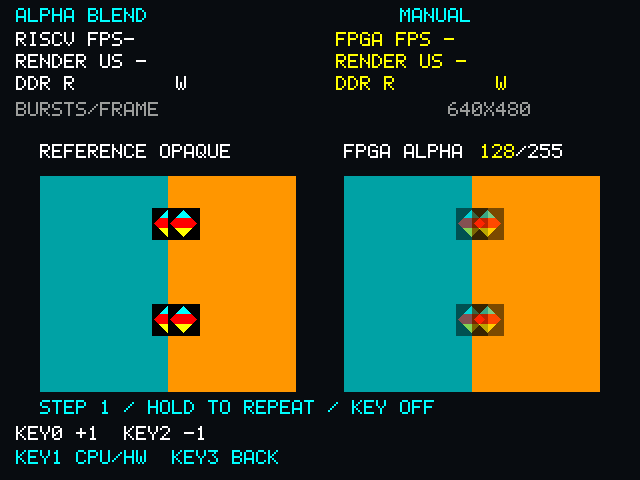 ALPHA BLEND MANUAL
RISCV FPS- FPGA FPS -
RENDER US - RENDER US -
DDR R W DDR R W
BURSTS/FRAME 640X480
REFERENCE OPAQUE FPGA ALPHA 128/255
STEP 1 / HOLD TO REPEAT / KEY OFF
KEY0 +1 KEY2 -1
KEY1 CPU/HW KEY3 BACK